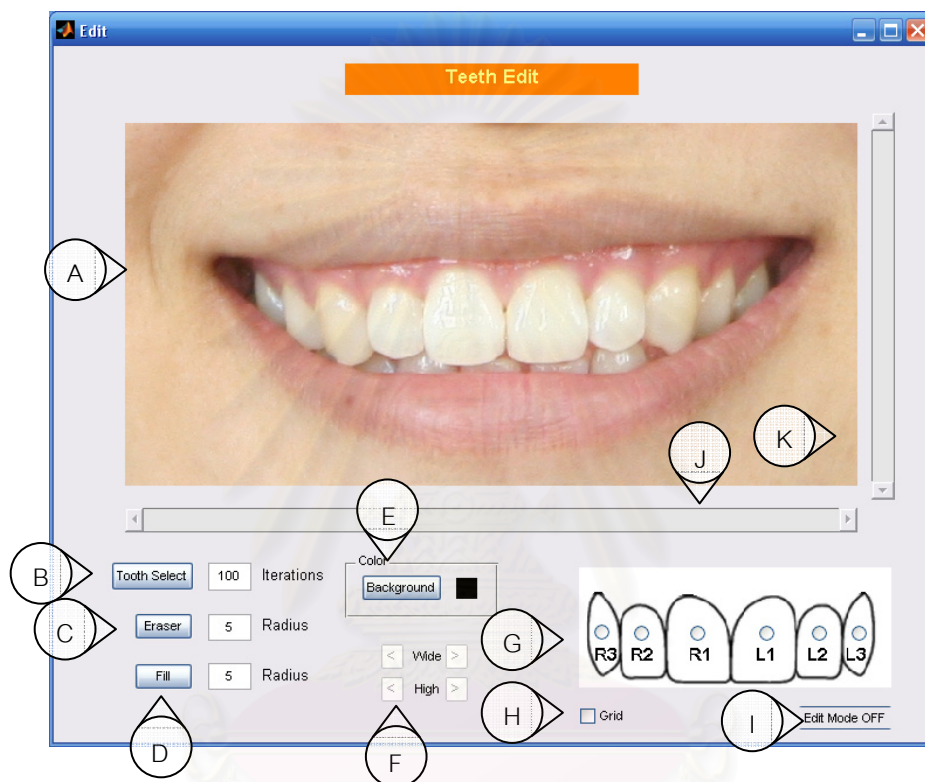 Edit
Teeth Edit
A
K
J
E
Color
B
Tooth Select 100 Iterations
Background
C
Eraser 5 Radius
G
R3 R2 R1 L1 L2 L3
< Wide >
Fill 5 Radius
< High >
H
Grid
I
Edit Mode OFF
D
F